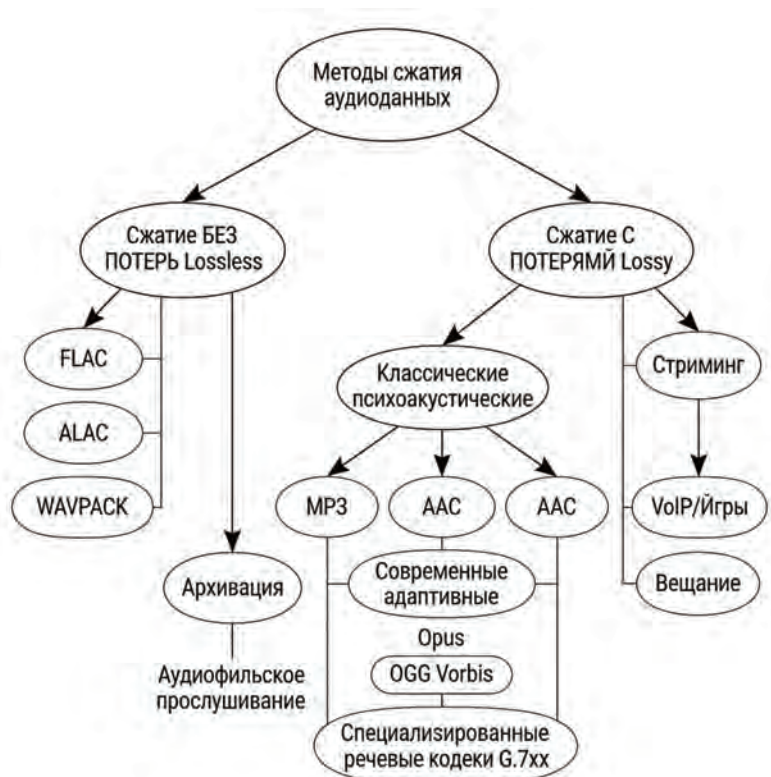 Методы сжатия
аудиоданных
Сжатие БЕЗ
ПОТЕРЬ Lossless
Сжатие С
ПОТЕРЯМЙ Lossy
FLAC
ALAC
WAVPACK
Архивация
Аудиофильское
прослушивание
Классические
психоакустические
MP3
AAC
AAC
Современные
адаптивные
Opus
OGG Vorbis
Специализированные
речевые кодеки G.7xx
Стриминг
VoIP/Йгры
Вещание